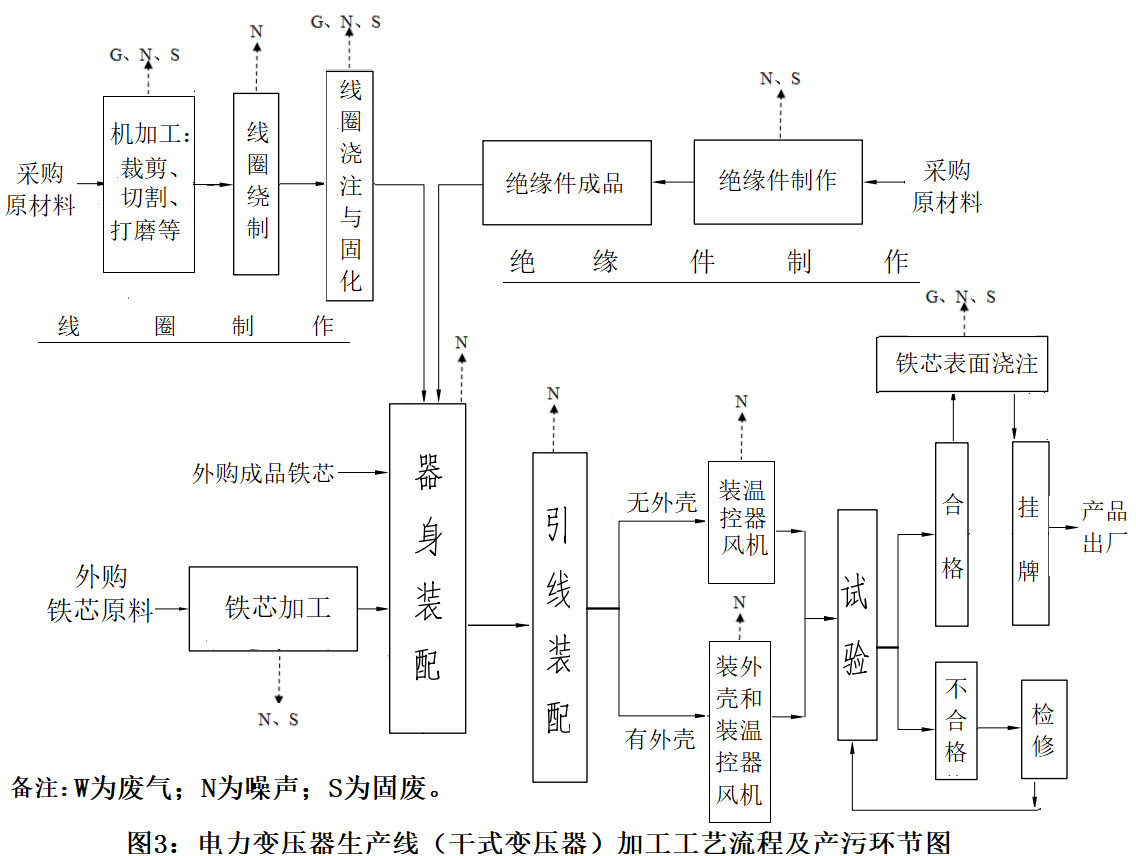 G、N、S
N
G、N、S
采购
原材料
机加工：
裁剪、
切割、
打磨等
线圈绕制
线圈浇注与固化
线圈制作
N、S
绝缘件成品
绝缘件制作
采购
原材料
绝缘件制作
G、N、S
铁芯表面浇注
N
外购成品铁芯
外购
铁芯原料
铁芯加工
N、S
器身装配
N
引线装配
无外壳
有外壳
N
装温
控器
风机
N
装外
壳和
装温
控器
风机
试验
合格
挂牌
产品
出厂
不合格
检修
备注：W为废气；N为噪声；S为固废。
图3：电力变压器生产线（干式变压器）加工工艺流程及产污环节图